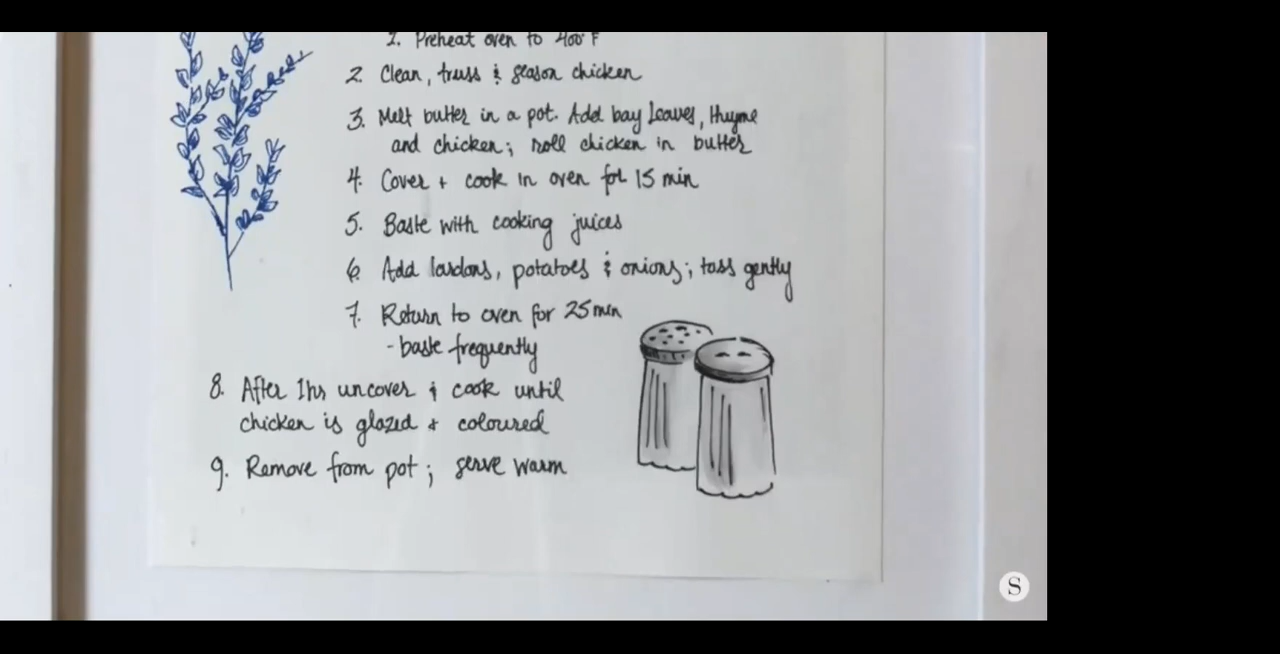 1. Preheat oven to 400°F
2. Clean, truss & season chicken
3. Melt butter in a pot. Add bay leaves, thyme
and chicken; roll chicken in butter
4. Cover + cook in oven for 15 min
5. Baste with cooking juices
6. Add lardons, potatoes & onions; toss gently
7. Return to oven for 25 min
- baste frequently
8. After 1hr uncover & cook until
chicken is glazed + coloured
9. Remove from pot; serve warm
S